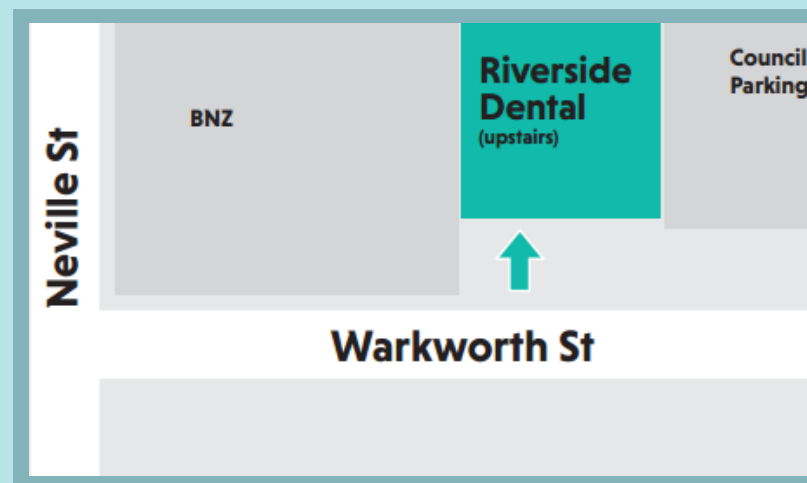 Neville St
BNZ
Riverside
Dental
(upstairs)
Council
Parking
Warkworth St